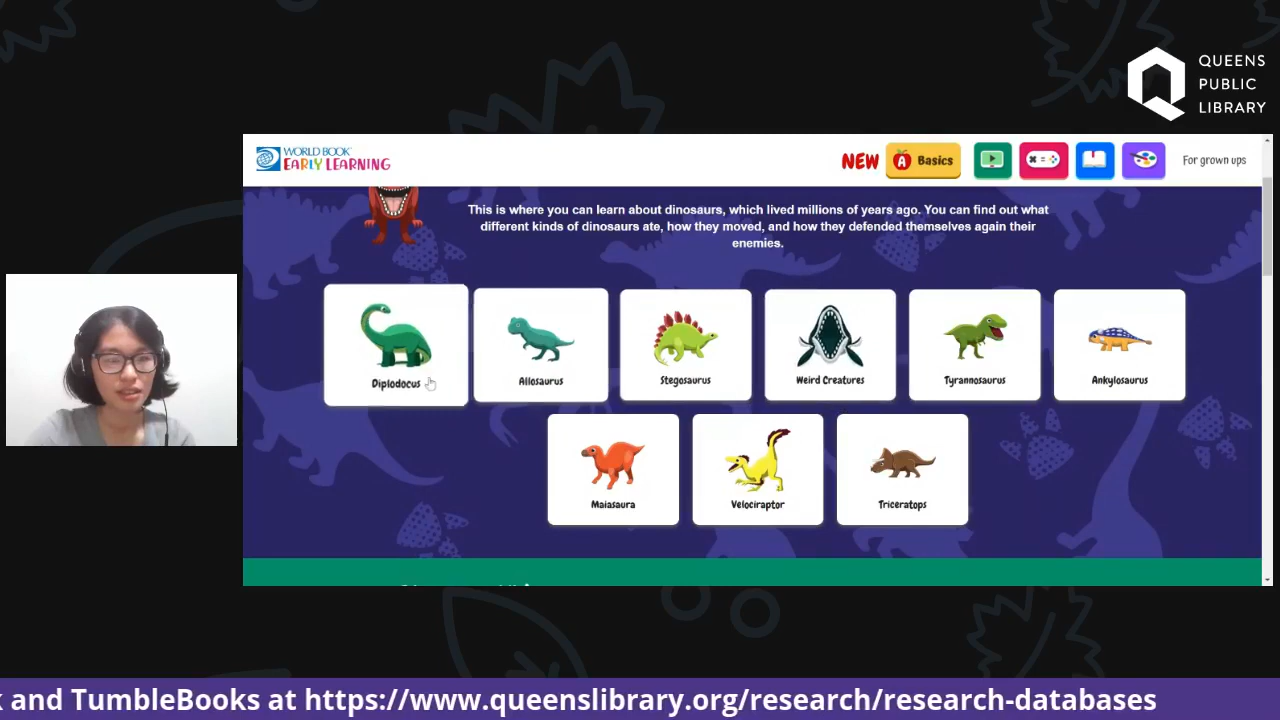 QUEENS
PUBLIC
LIBRARY
WORLD BOOK
EARLY LEARNING
NEW
A Basics
For grown ups
This is where you can learn about dinosaurs, which lived millions of years ago. You can find out what
different kinds of dinosaurs ate, how they moved, and how they defended themselves again their
enemies.
Diplodocus
Allosaurus
Stegosaurus
Weird Creatures
Tyrannosaurus
Ankylosaurus
Maiasaura
Velociraptor
Triceratops
and TumbleBooks at https://www.queenslibrary.org/research/research-databases